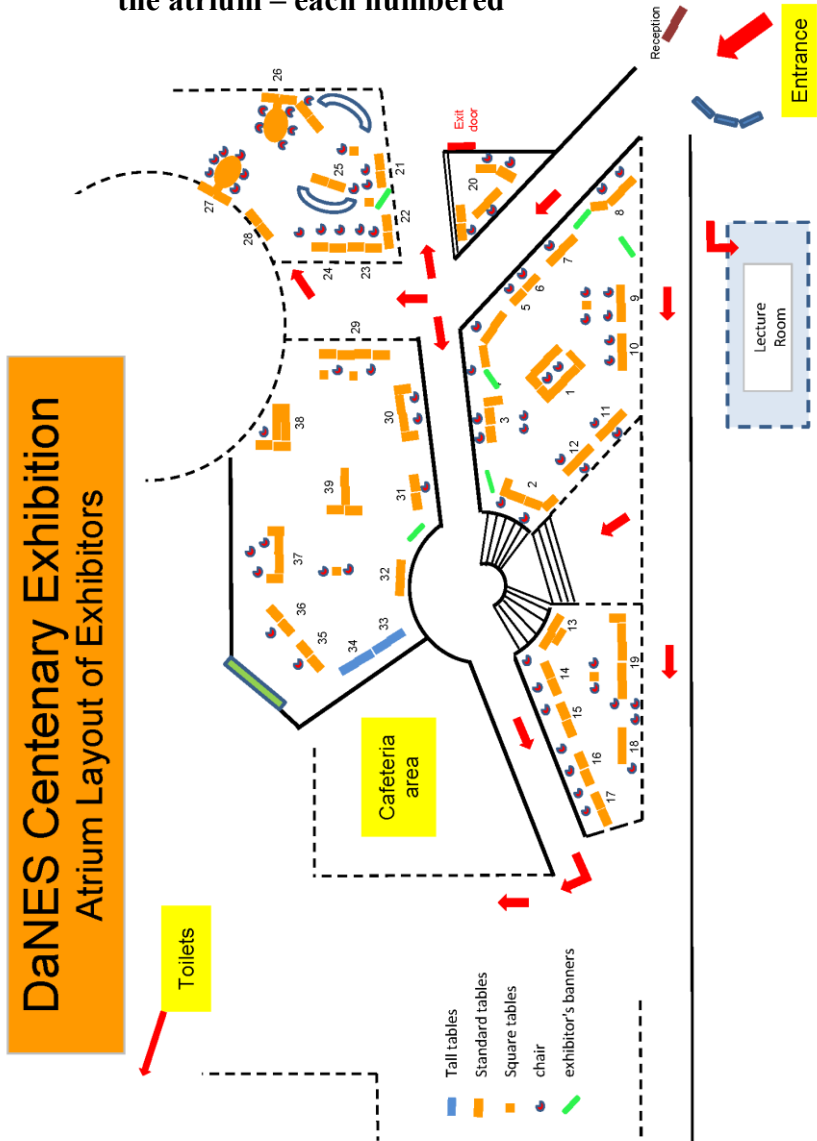 the atrium – each numbered
DaNES Centenary Exhibition
Atrium Layout of Exhibitors
Toilets
Cafeteria
area
Lecture
Room
Entrance
Reception
Exit
door
Tall tables
Standard tables
Square tables
chair
exhibitor's banners
1
2
3
5
6
7
8
9
10
11
12
13
14
15
16
17
18
19
20
21
22
23
24
25
26
27
28
29
30
31
32
33
34
35
36
37
38
39